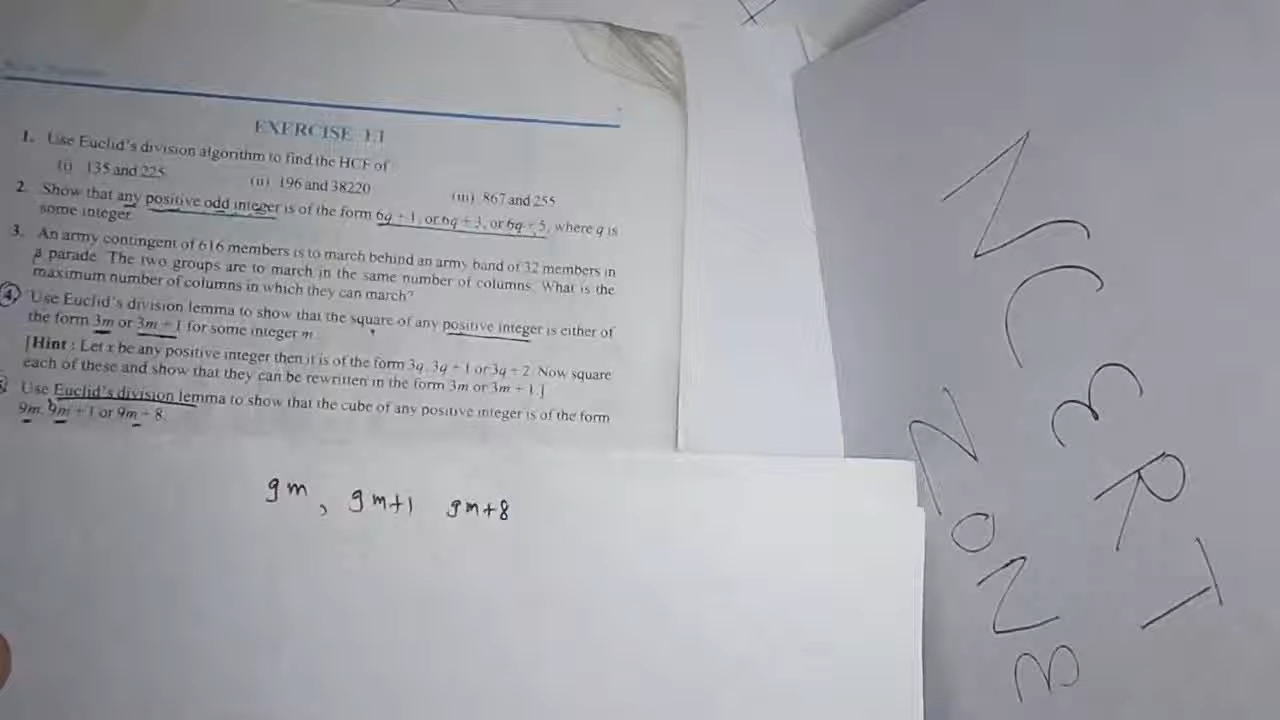 EXERCISE 1.1
1. Use Euclid's division algorithm to find the HCF of
(i) 135 and 225 (ii) 196 and 38220 (iii) 867 and 255
2. Show that any positive odd integer is of the form 6q + 1, or 6q + 3, or 6q + 5, where q is
some integer.
3. An army contingent of 616 members is to march behind an army band of 32 members in
a parade. The two groups are to march in the same number of columns. What is the
maximum number of columns in which they can march?
4. Use Euclid's division lemma to show that the square of any positive integer is either of
the form 3m or 3m + 1 for some integer m.
[Hint : Let x be any positive integer then it is of the form 3q, 3q + 1 or 3q + 2. Now square
each of these and show that they can be rewritten in the form 3m or 3m + 1.]
Use Euclid's division lemma to show that the cube of any positive integer is of the form
9m, 9m + 1 or 9m + 8.
9m, 9m+1 9m+8
NCERT
ZONE